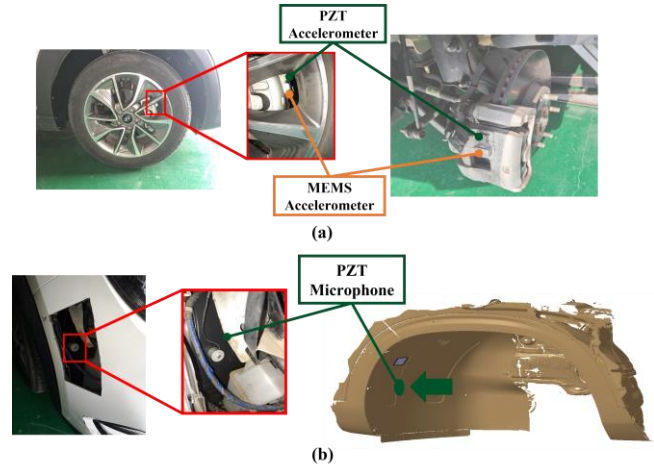 PZT
Accelerometer
MEMS
Accelerometer
(a)
PZT
Microphone
(b)